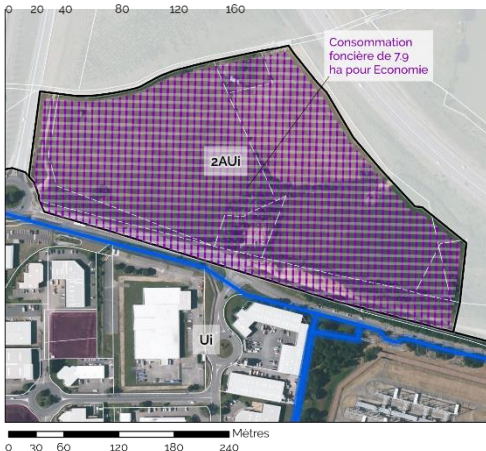 0 20 40 80 120 160
Consommation
foncière de 7.9
ha pour Economie
2AUi
Ui
Mètres
0 30 60 120 180 240